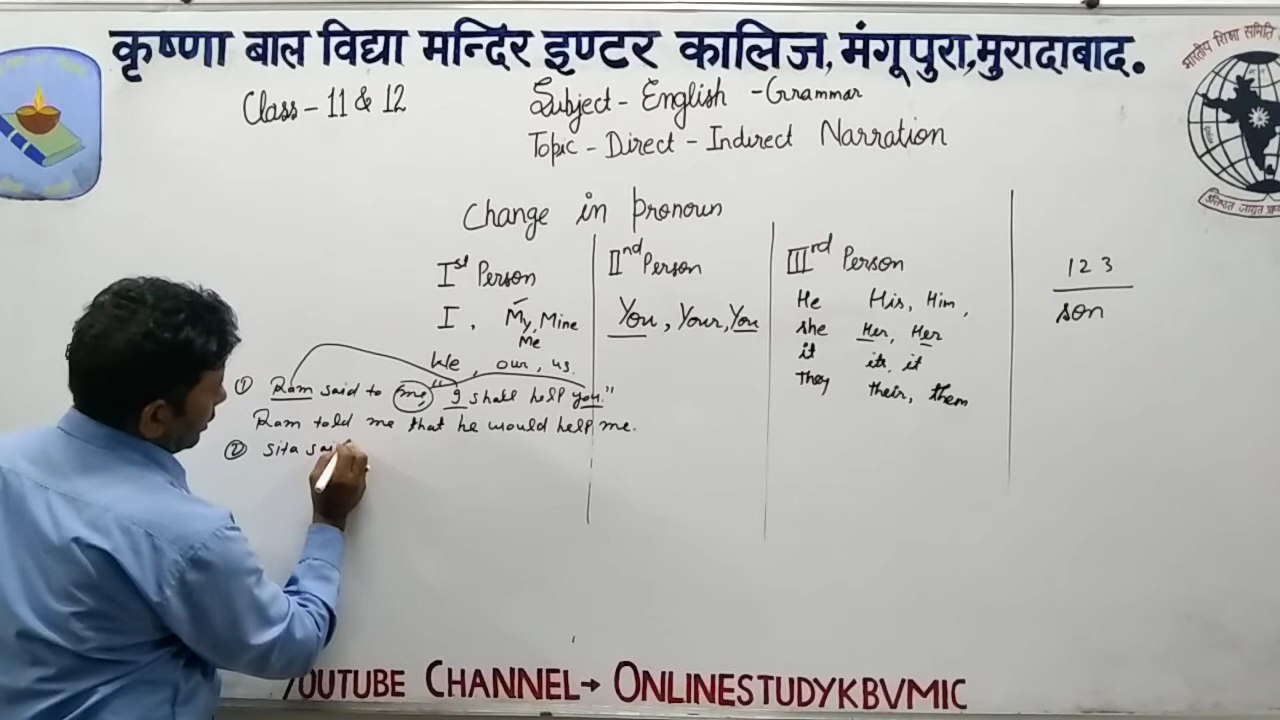 कृष्णा बाल विद्या मन्दिर इण्टर कालिज, मंगूपुरा,मुरादाबाद.
भारतीय शिक्षा समिति
Class - 11 & 12
Subject - English - Grammar
Topic - Direct - Indirect Narration
Change in pronoun
Ist Person
I, My, Mine
Me
We, our, us.
IInd Person
You, Your, You
IIIrd Person
He His, Him,
she Her, Her
it its, it
They their, them
123
son
① Ram said to me, "I shall help you."
Ram told me that he would help me.
② Sita said
YOUTUBE CHANNEL→ ONLINESTUDYKBVMIC